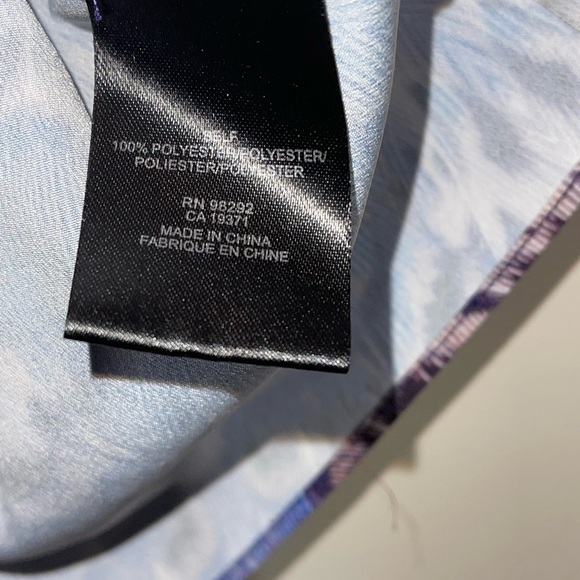 SELF
100% POLYESTER/POLYESTER/
POLIESTER/POLYESTER
RN 98292
CA 19371
MADE IN CHINA
FABRIQUE EN CHINE